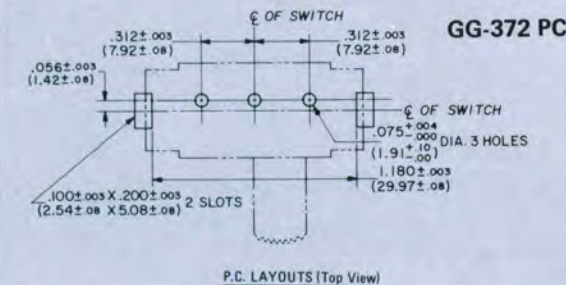 ℄ OF SWITCH
GG-372 PC
.312±.003
(7.92±.08)
.312±.003
(7.92±.08)
.056±.003
(1.42±.08)
℄ OF SWITCH
.075 +.004 -.000 DIA. 3 HOLES
(1.91 +.10 -.00)
1.180±.003
(29.97±.08)
.100±.003 X .200±.003 2 SLOTS
(2.54±.08 X 5.08±.08)
P.C. LAYOUTS (Top View)